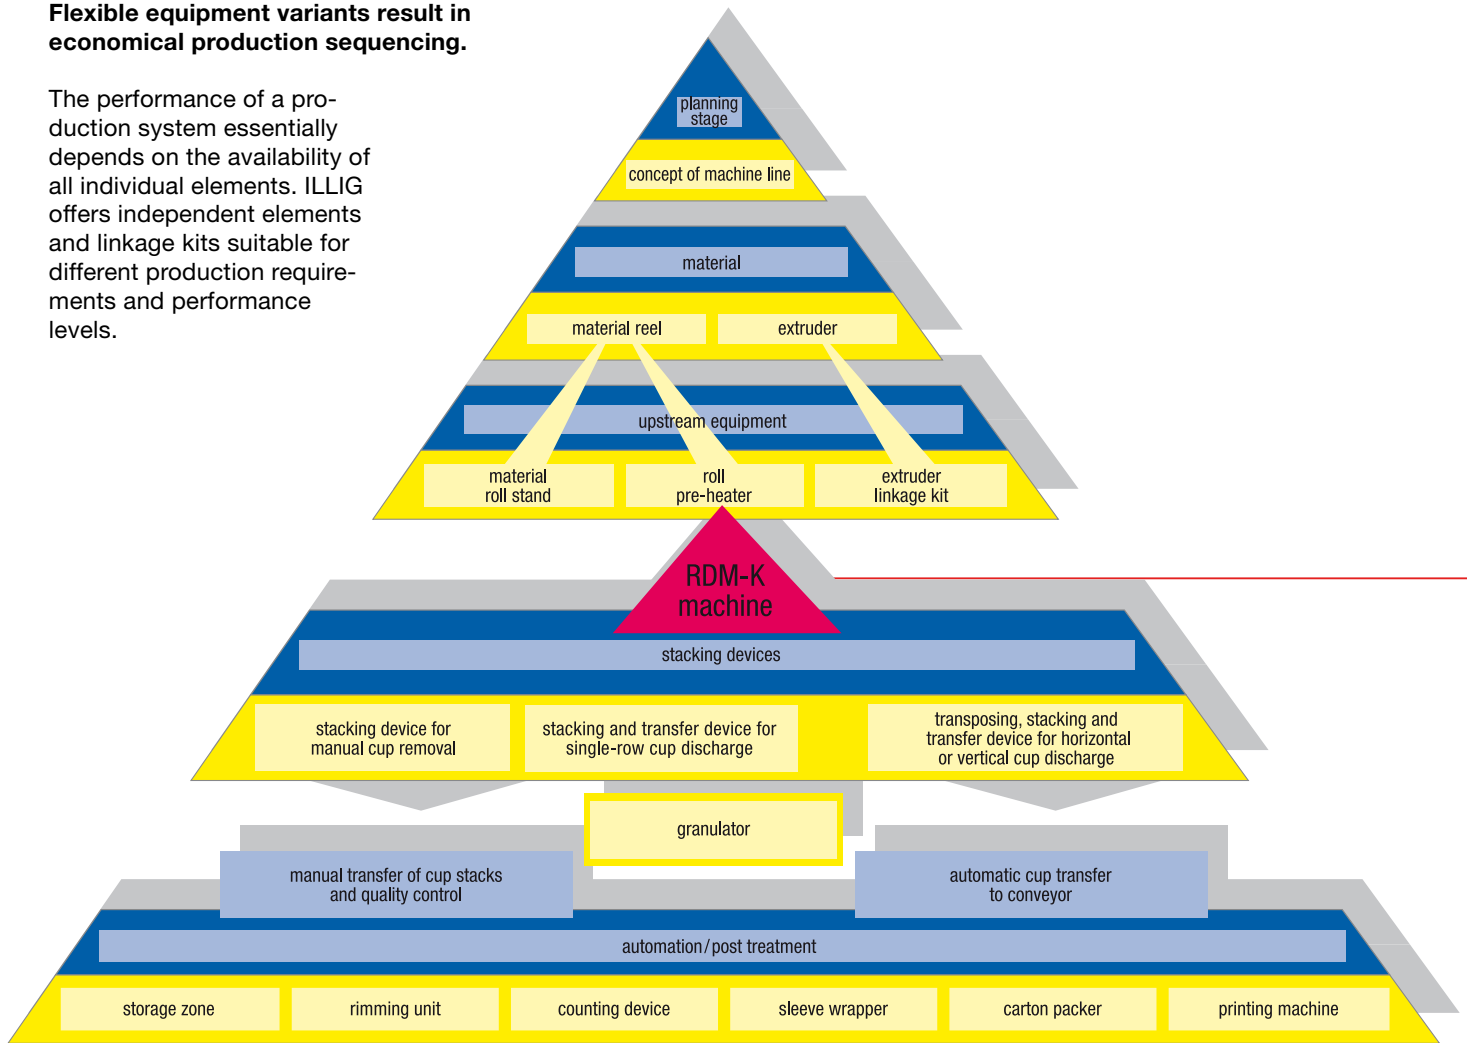 Flexible equipment variants result in
economical production sequencing.
The performance of a pro-
duction system essentially
depends on the availability of
all individual elements. ILLIG
offers independent elements
and linkage kits suitable for
different production require-
ments and performance
levels.
planning
stage
concept of machine line
material
material reel
extruder
upstream equipment
material
roll stand
roll
pre-heater
extruder
linkage kit
RDM-K
machine
stacking devices
stacking device for
manual cup removal
stacking and transfer device for
single-row cup discharge
transposing, stacking and
transfer device for horizontal
or vertical cup discharge
granulator
manual transfer of cup stacks
and quality control
automatic cup transfer
to conveyor
automation/post treatment
storage zone
rimming unit
counting device
sleeve wrapper
carton packer
printing machine